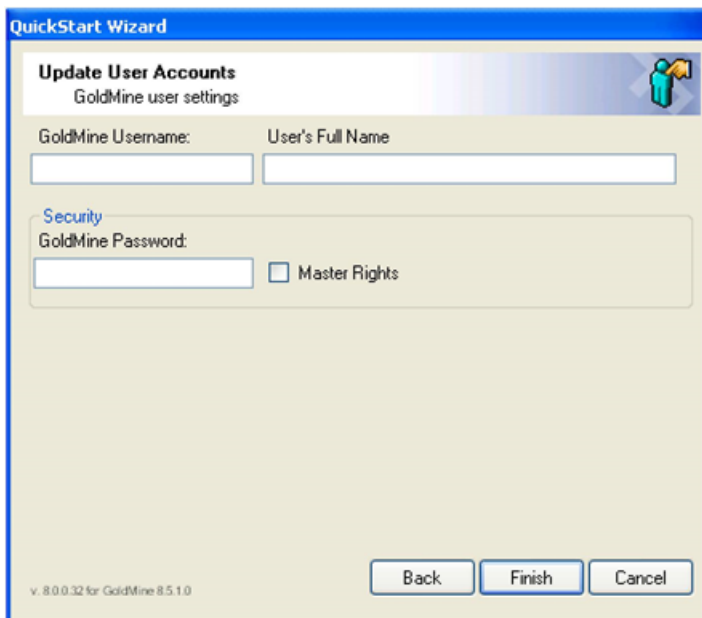 QuickStart Wizard
Update User Accounts
GoldMine user settings
GoldMine Username: User's Full Name
Security
GoldMine Password:
Master Rights
Back Finish Cancel
v. 8.0.0.32 for GoldMine 8.5.1.0